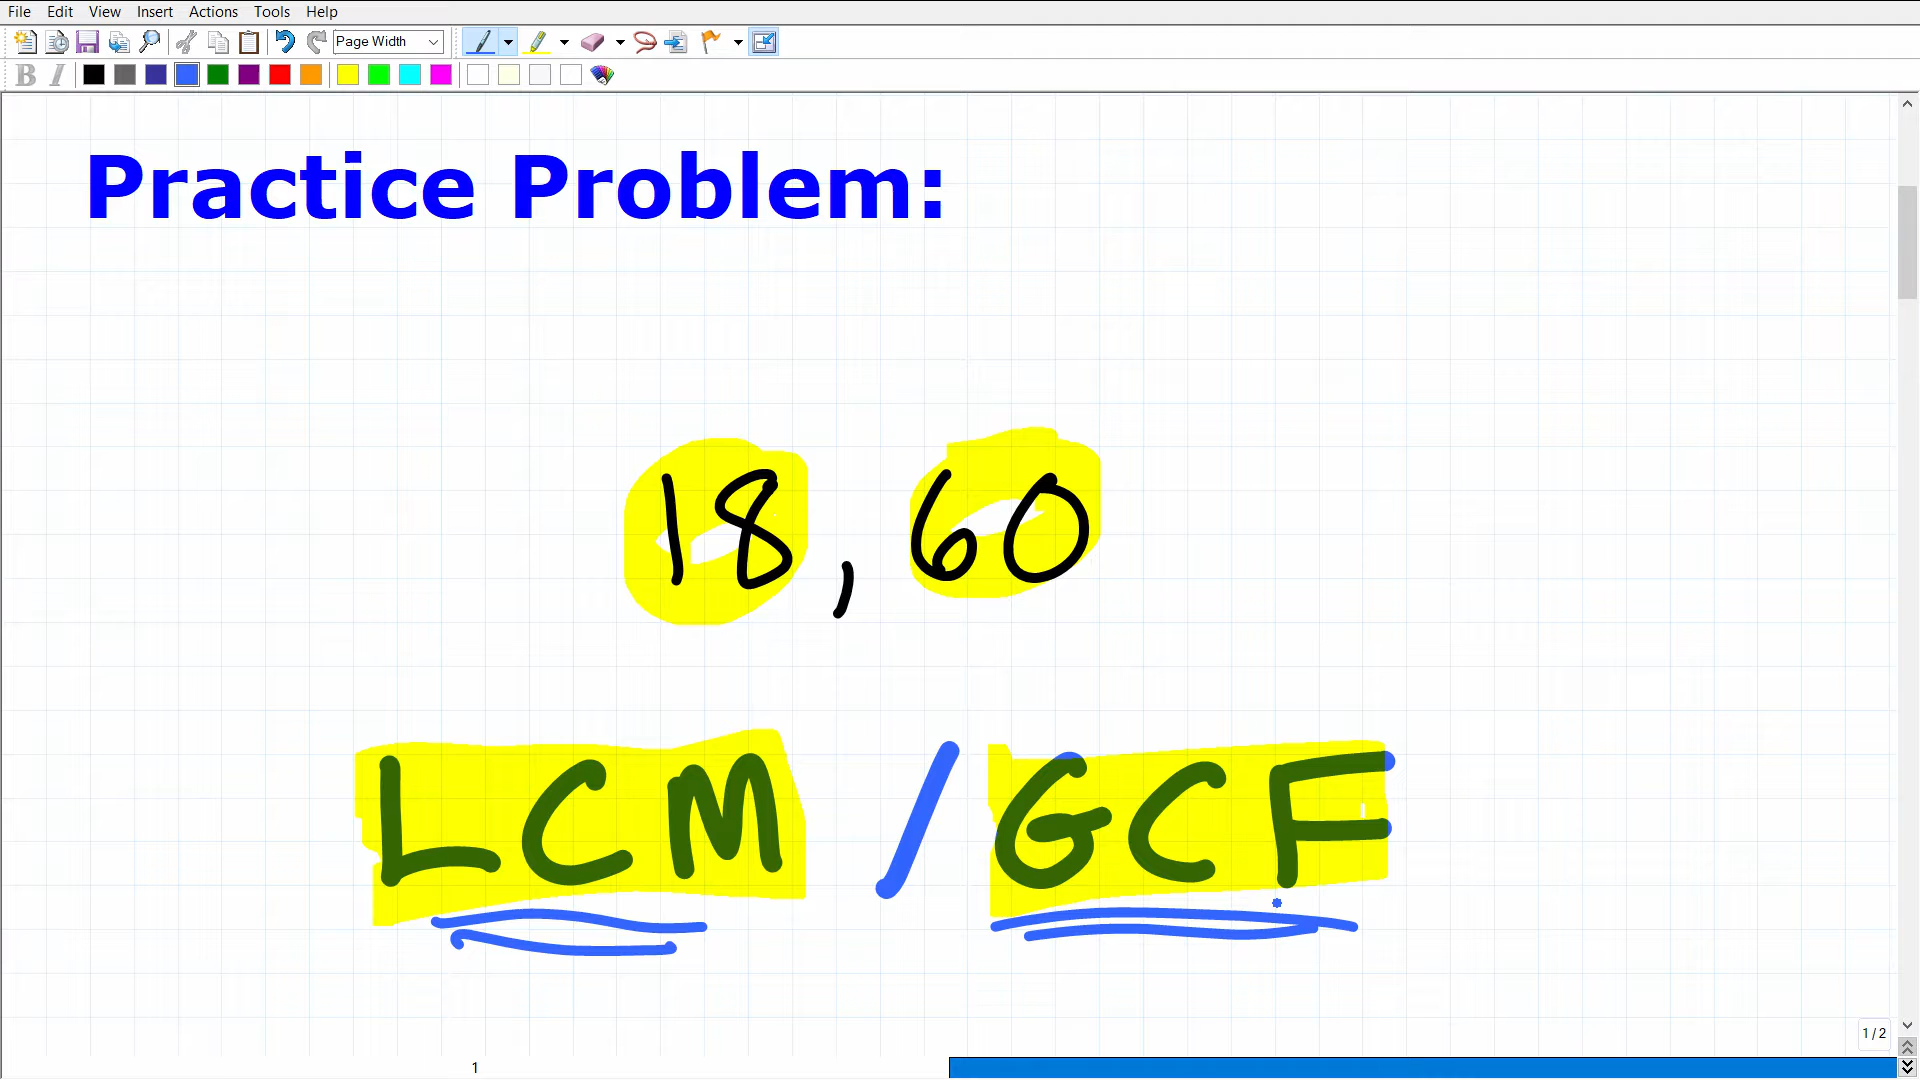 File Edit View Insert Actions Tools Help
Page Width
B I
Practice Problem:
18, 60
LCM / GCF
1 / 2
1